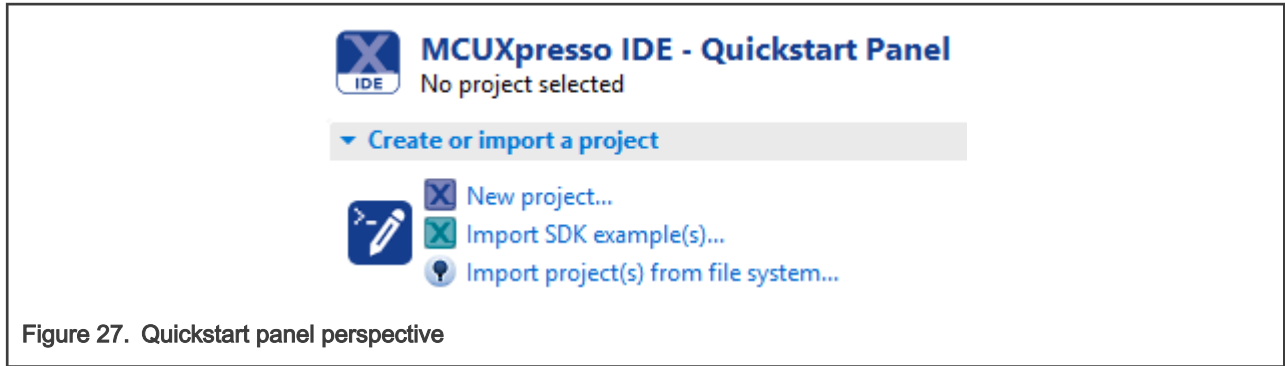 MCUXpresso IDE - Quickstart Panel
IDE
No project selected
Create or import a project
New project...
Import SDK example(s)...
Import project(s) from file system...
Figure 27. Quickstart panel perspective